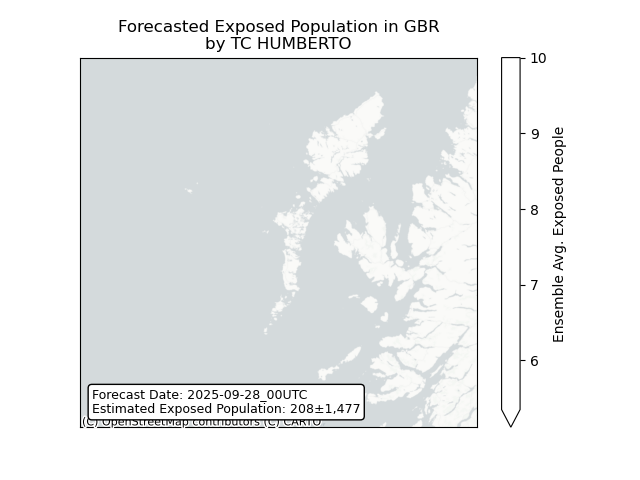 Forecasted Exposed Population in GBR
by TC HUMBERTO
10
9
8
7
6
Ensemble Avg. Exposed People
Forecast Date: 2025-09-28_00UTC
Estimated Exposed Population: 208±1,477
(C) OpenStreetMap contributors (C) CARTO